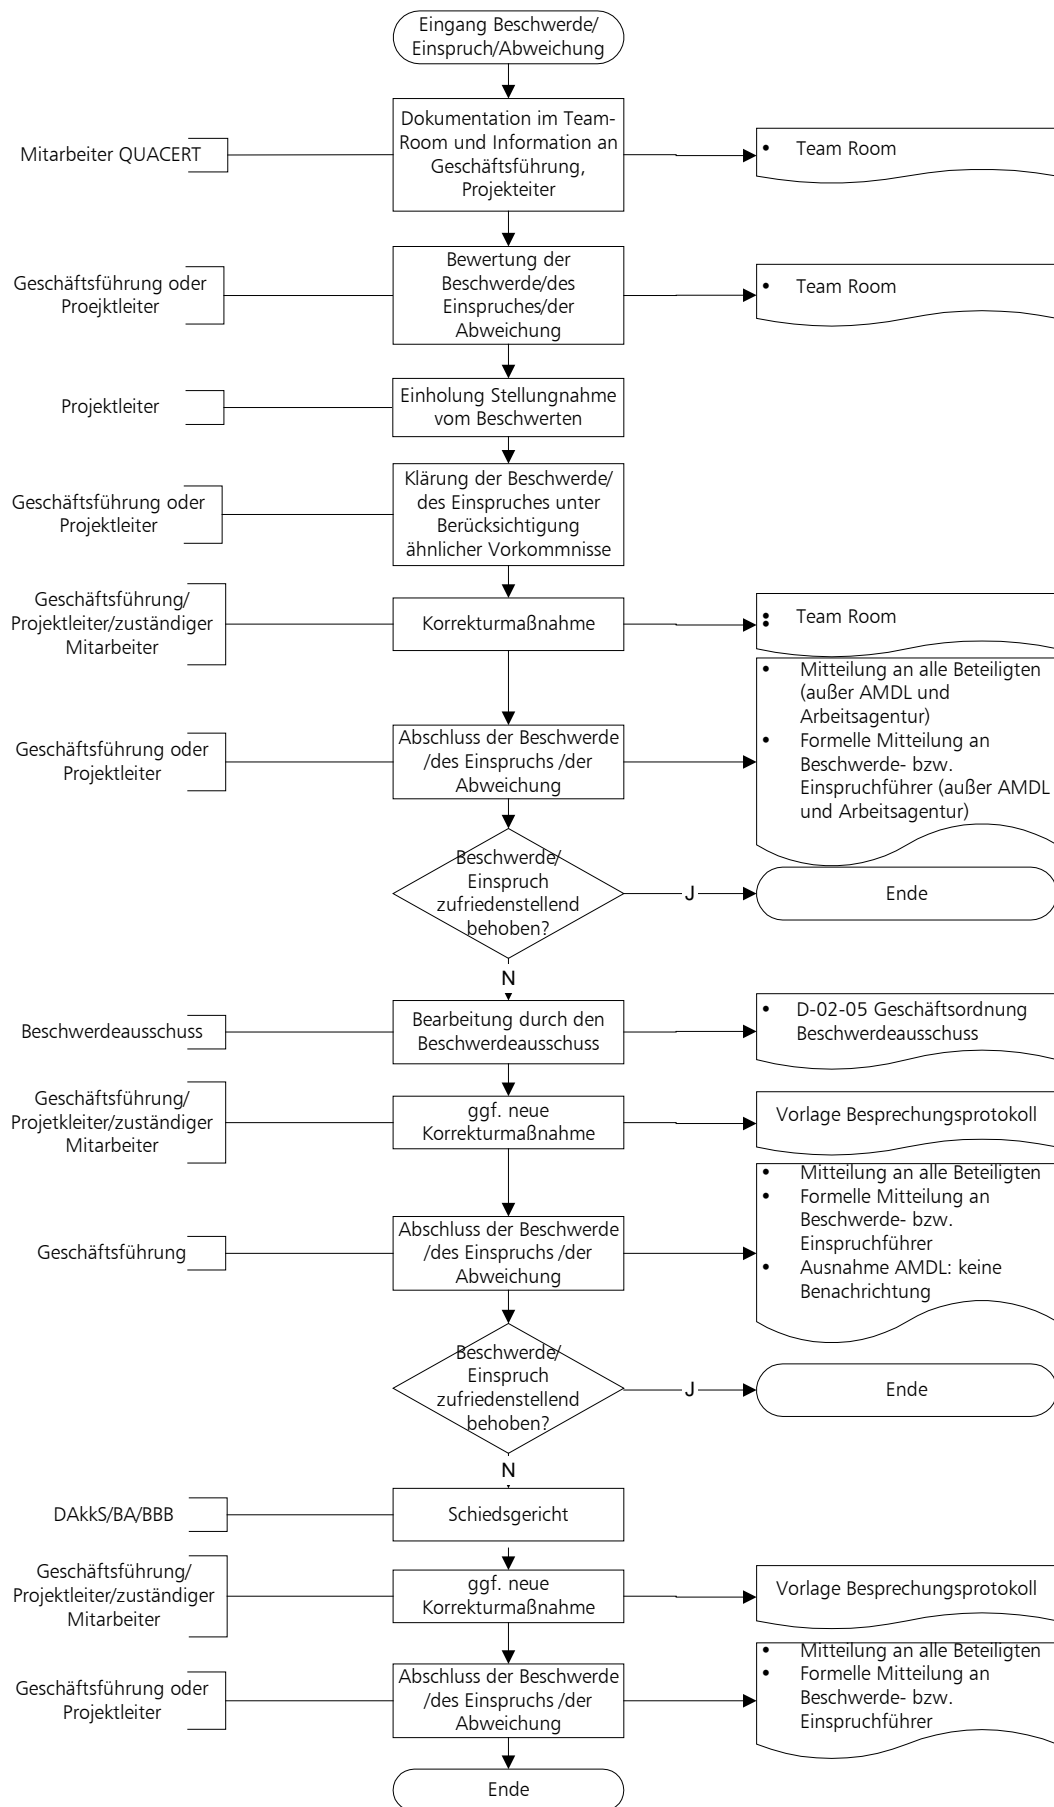 Eingang Beschwerde/
Einspruch/Abweichung
Mitarbeiter QUACERT
Dokumentation im Team-
Room und Information an
Geschäftsführung,
Projekteiter
• Team Room
Geschäftsführung oder
Proejktleiter
Bewertung der
Beschwerde/des
Einspruches/der
Abweichung
• Team Room
Projektleiter
Einholung Stellungnahme
vom Beschwerten
Geschäftsführung oder
Projektleiter
Klärung der Beschwerde/
des Einspruches unter
Berücksichtigung
ähnlicher Vorkommnisse
Geschäftsführung/
Projektleiter/zuständiger
Mitarbeiter
Korrekturmaßnahme
• Team Room
•
Geschäftsführung oder
Projektleiter
Abschluss der Beschwerde
/des Einspruchs /der
Abweichung
• Mitteilung an alle Beteiligten
(außer AMDL und
Arbeitsagentur)
• Formelle Mitteilung an
Beschwerde- bzw.
Einspruchführer (außer AMDL
und Arbeitsagentur)
Beschwerde/
Einspruch
zufriedenstellend
behoben?
J
Ende
N
Beschwerdeausschuss
Bearbeitung durch den
Beschwerdeausschuss
• D-02-05 Geschäftsordnung
Beschwerdeausschuss
Geschäftsführung/
Projetkleiter/zuständiger
Mitarbeiter
ggf. neue
Korrekturmaßnahme
Vorlage Besprechungsprotokoll
Geschäftsführung
Abschluss der Beschwerde
/des Einspruchs /der
Abweichung
• Mitteilung an alle Beteiligten
• Formelle Mitteilung an
Beschwerde- bzw.
Einspruchführer
• Ausnahme AMDL: keine
Benachrichtung
Beschwerde/
Einspruch
zufriedenstellend
behoben?
J
Ende
N
DAkkS/BA/BBB
Schiedsgericht
Geschäftsführung/
Projektleiter/zuständiger
Mitarbeiter
ggf. neue
Korrekturmaßnahme
Vorlage Besprechungsprotokoll
Geschäftsführung oder
Projektleiter
Abschluss der Beschwerde
/des Einspruchs /der
Abweichung
• Mitteilung an alle Beteiligten
• Formelle Mitteilung an
Beschwerde- bzw.
Einspruchführer
Ende